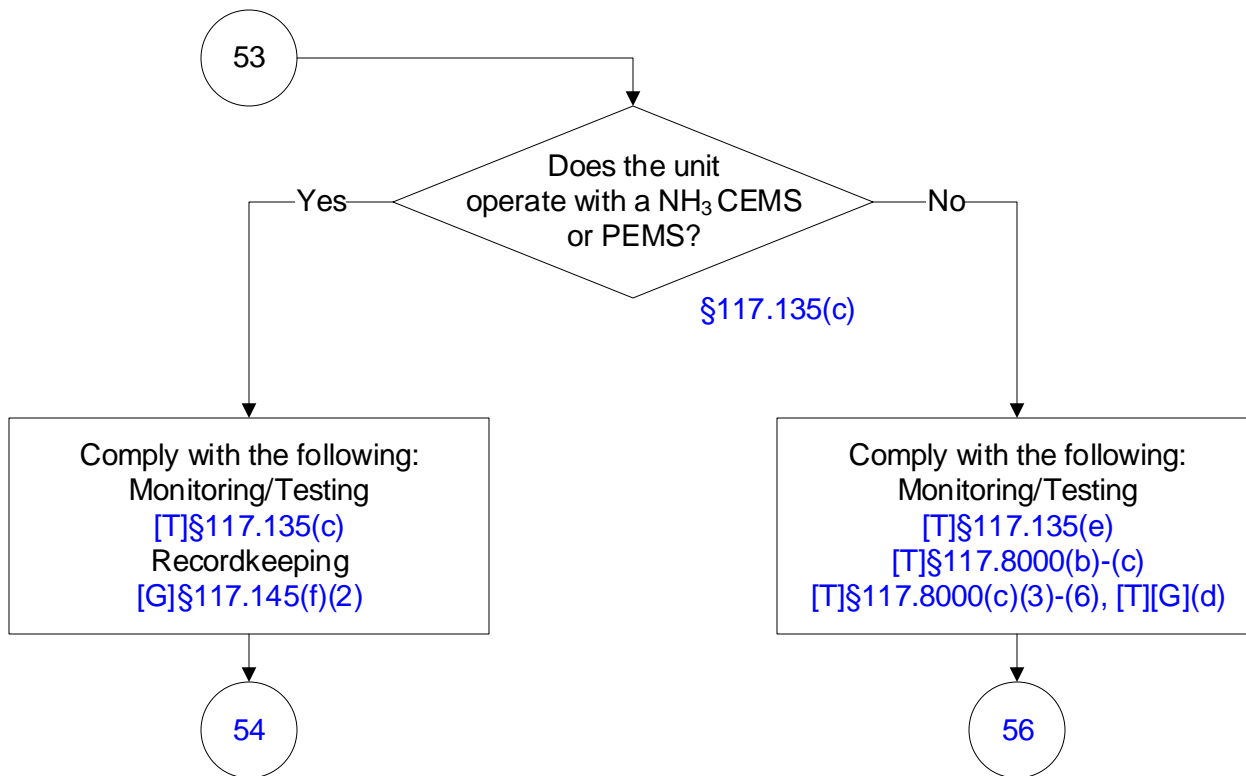 53
Does the unit
operate with a NH₃ CEMS
or PEMS?
Yes
No
§117.135(c)
Comply with the following:
Monitoring/Testing
[T]§117.135(c)
Recordkeeping
[G]§117.145(f)(2)
Comply with the following:
Monitoring/Testing
[T]§117.135(e)
[T]§117.8000(b)-(c)
[T]§117.8000(c)(3)-(6), [T][G](d)
54
56